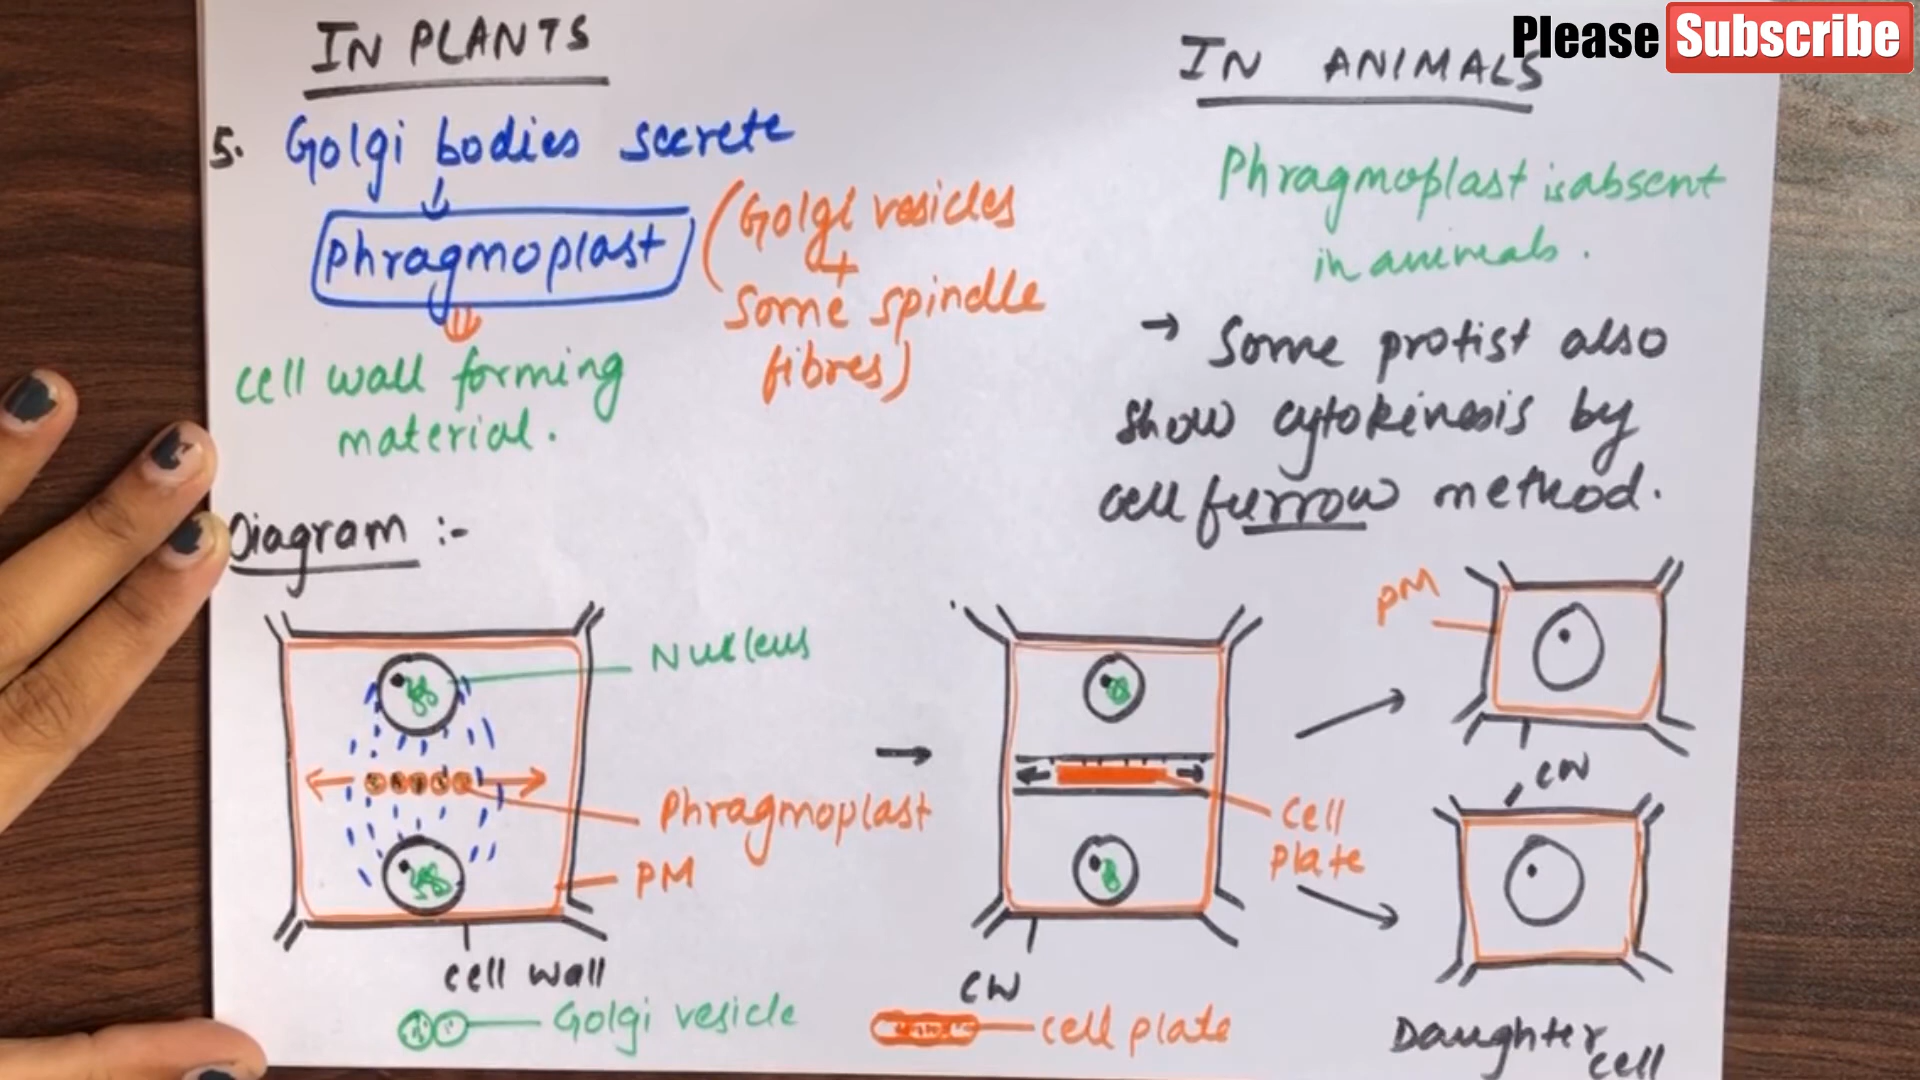 Please Subscribe
IN PLANTS
5. Golgi bodies secrete
phragmoplast
(Golgi vesicles
+
some spindle
fibres)
cell wall forming
material.
IN ANIMALS
Phragmoplast is absent
in animals.
→ Some protist also
show cytokinesis by
cell furrow method.
Diagram :-
Nucleus
Phragmoplast
PM
cell wall
Golgi vesicle
Cell
Plate
CW
cell plate
PM
CW
Daughter
cell